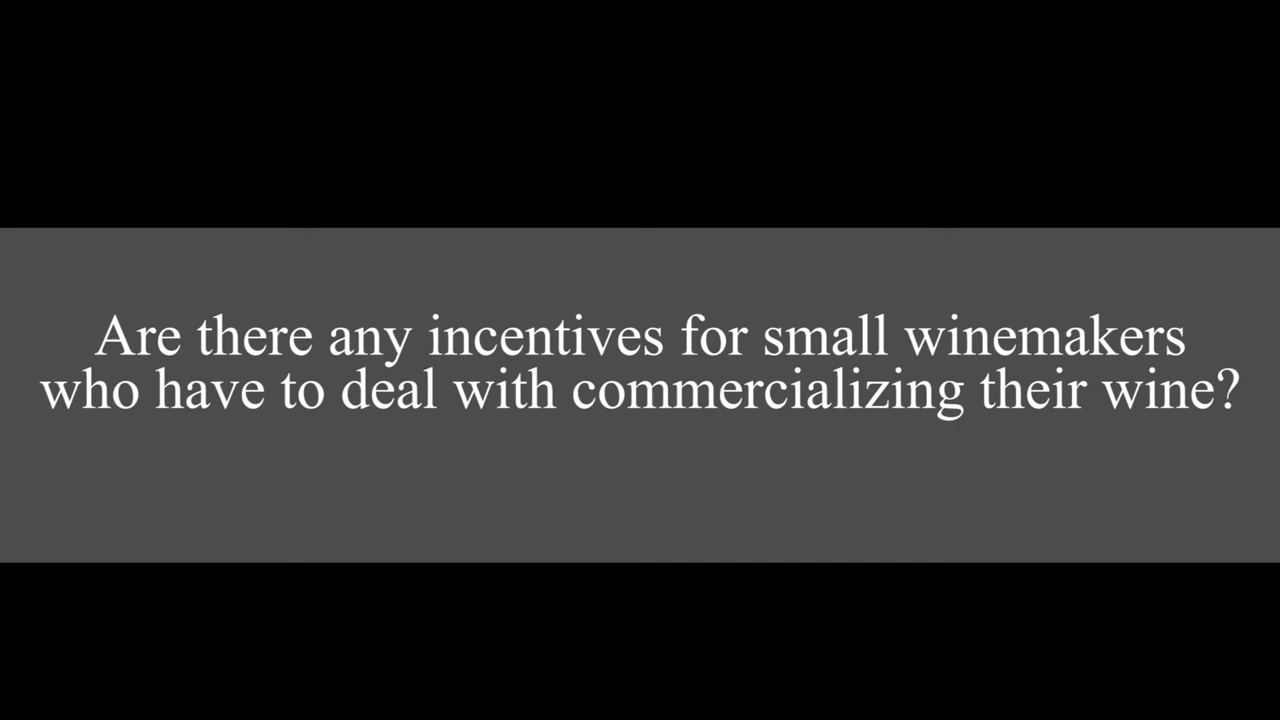 Are there any incentives for small winemakers
who have to deal with commercializing their wine?